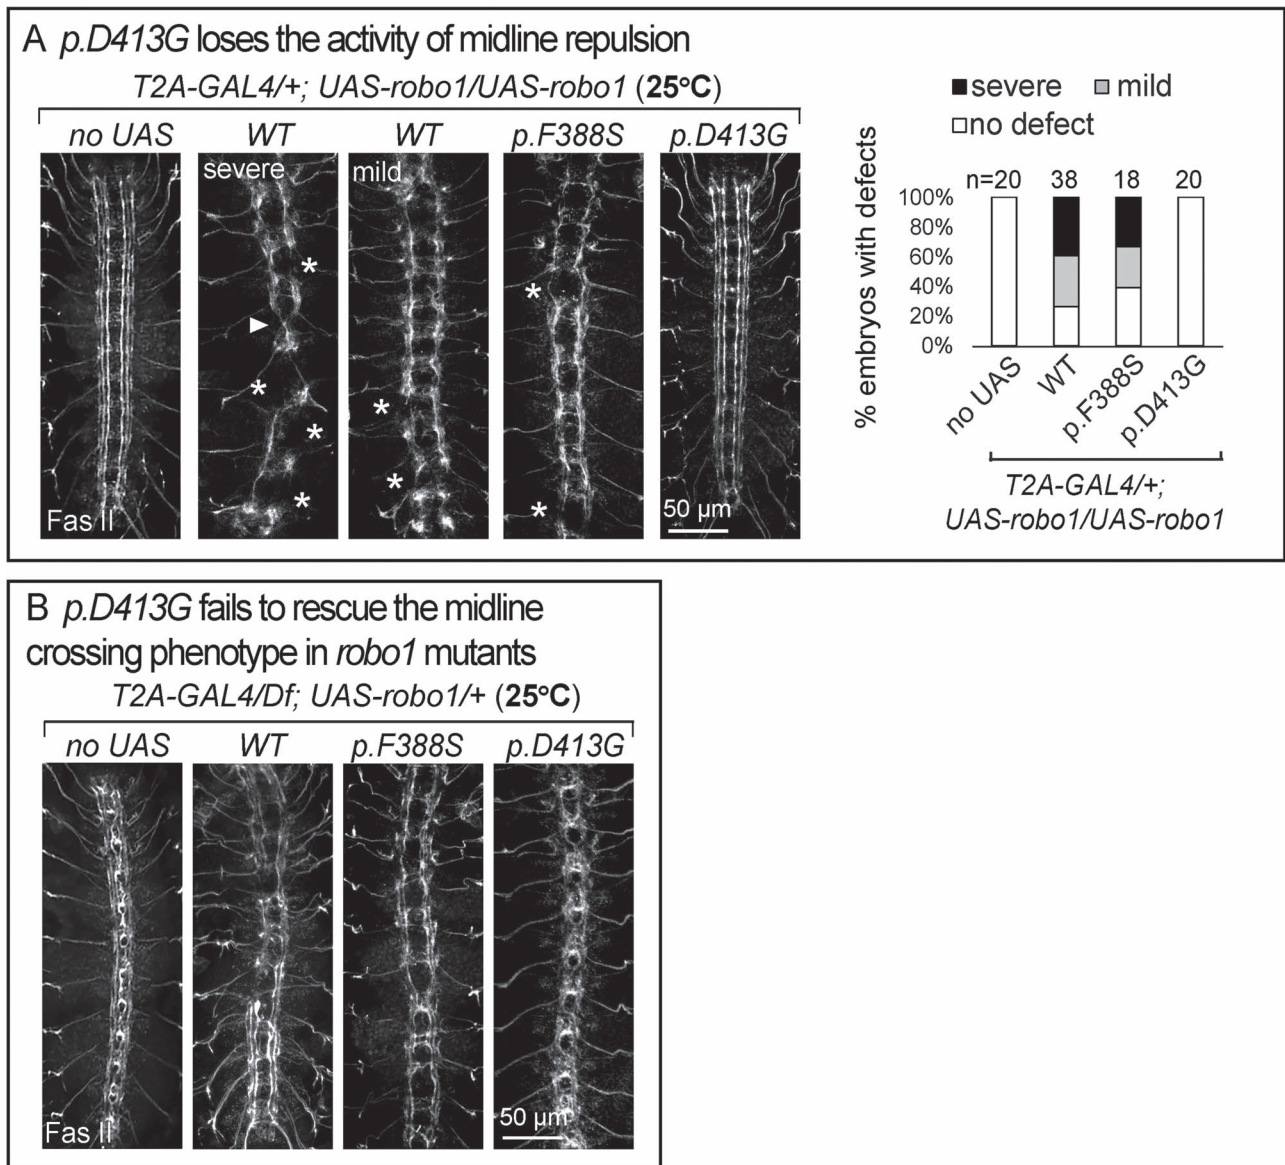 A p.D413G loses the activity of midline repulsion
T2A-GAL4/+; UAS-robo1/UAS-robo1 (25°C)
no UAS WT WT p.F388S p.D413G
severe mild
* * * * * * * * *
Fas II
50 µm
severe mild
no defect
% embryos with defects
n=20 38 18 20
100%
80%
60%
40%
20%
0%
no UAS
WT
p.F388S
p.D413G
T2A-GAL4/+;
UAS-robo1/UAS-robo1
B p.D413G fails to rescue the midline
crossing phenotype in robo1 mutants
T2A-GAL4/Df; UAS-robo1/+ (25°C)
no UAS WT p.F388S p.D413G
Fas II
50 µm